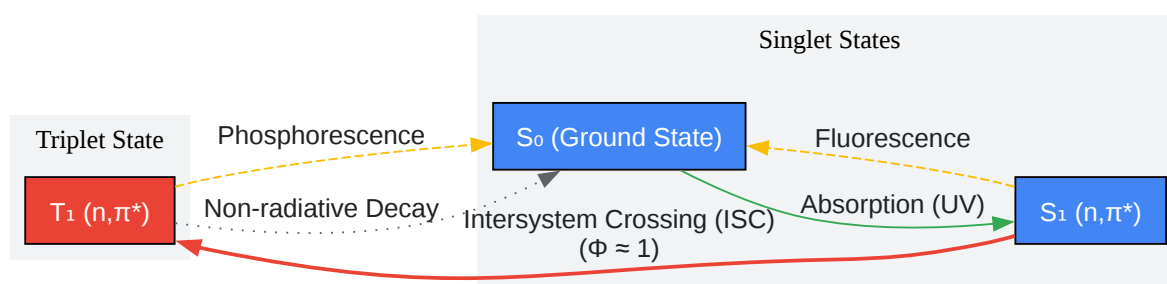 Singlet States
Triplet State
Phosphorescence
S₀ (Ground State)
Fluorescence
T₁ (n,π*)
Non-radiative Decay
Intersystem Crossing (ISC)
(Φ ≈ 1)
Absorption (UV)
S₁ (n,π*)